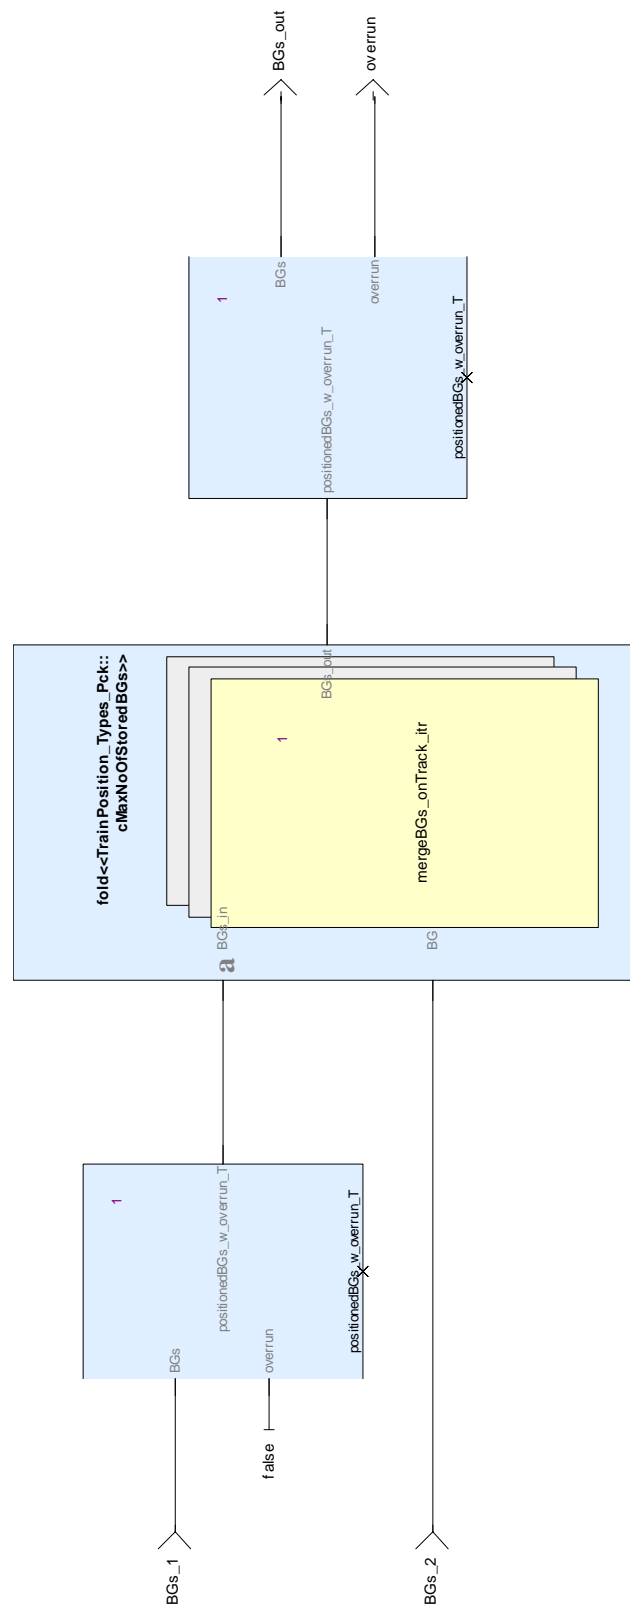 BGs_1
false
BGs_2
BGs
overrun
positionedBGs_w_overrun_T
1
positionedBGs_w_overrun_T
fold<<TrainPosition_Types_Pck::
cMaxNoOfStoredBGs>>
a
BGs_in
BG
1
mergeBGs_onTrack_itr
BGs_out
positionedBGs_w_overrun_T
1
BGs
overrun
positionedBGs_w_overrun_T
BGs_out
overrun